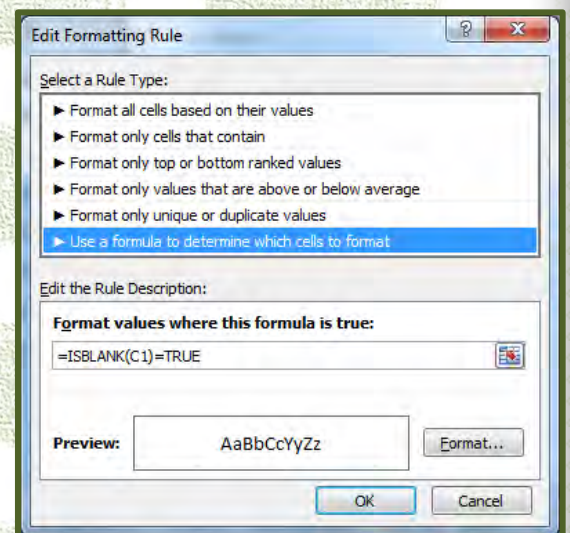 Edit Formatting Rule
Select a Rule Type:
► Format all cells based on their values
► Format only cells that contain
► Format only top or bottom ranked values
► Format only values that are above or below average
► Format only unique or duplicate values
► Use a formula to determine which cells to format
Edit the Rule Description:
Format values where this formula is true:
=ISBLANK(C1)=TRUE
Preview: AaBbCcYyZz Format...
OK Cancel